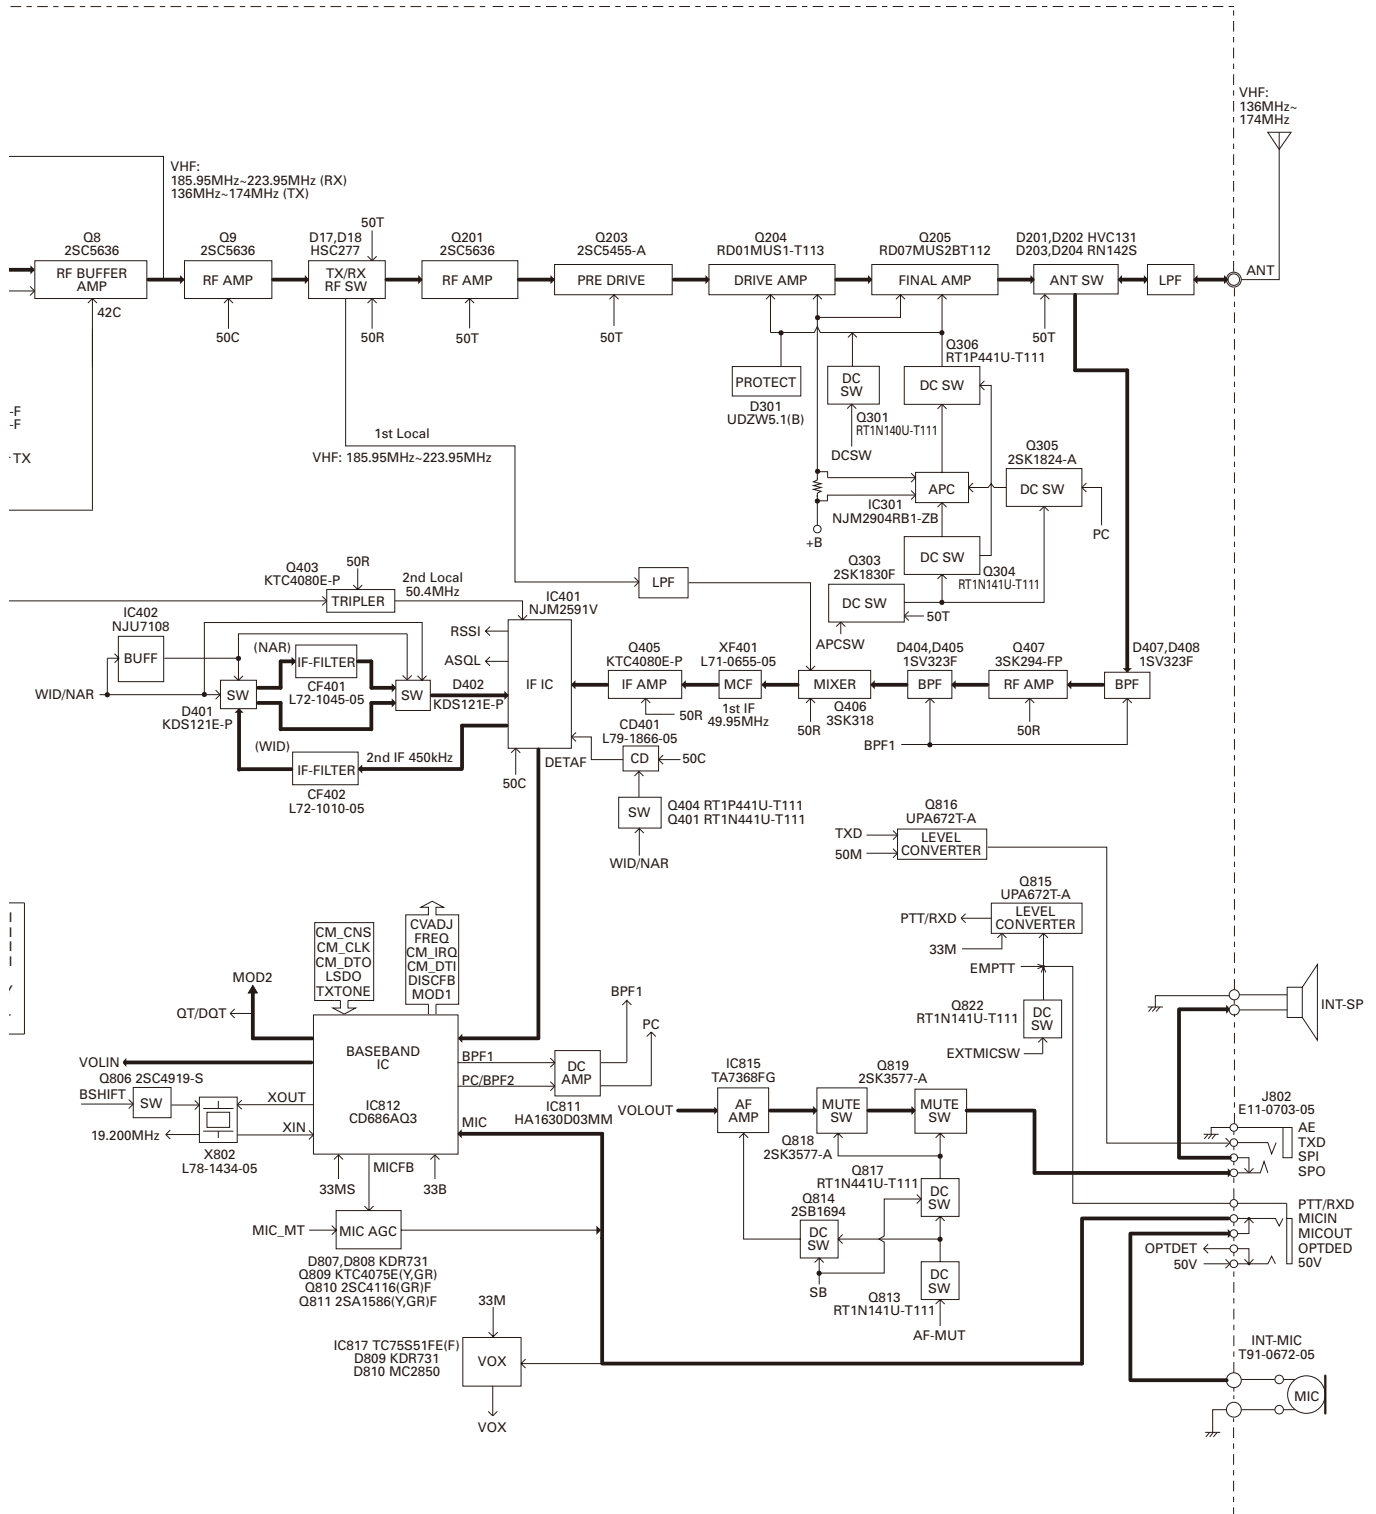 VHF:
136MHz~
174MHz
VHF:
185.95MHz~223.95MHz (RX)
136MHz~174MHz (TX)
Q8
2SC5636
RF BUFFER
AMP
42C
Q9
2SC5636
RF AMP
50C
D17,D18
HSC277
50T
TX/RX
RF SW
50R
Q201
2SC5636
RF AMP
50T
Q203
2SC5455-A
PRE DRIVE
50T
Q204
RD01MUS1-T113
DRIVE AMP
Q205
RD07MUS2BT112
FINAL AMP
D201,D202 HVC131
D203,D204 RN142S
ANT SW
50T
LPF
ANT
PROTECT
D301
UDZW5.1(B)
DC
SW
Q301
RT1N140U-T111
DCSW
Q306
RT1P441U-T111
DC SW
-F
-F
TX
1st Local
VHF: 185.95MHz~223.95MHz
Q305
2SK1824-A
DC SW
PC
APC
IC301
NJM2904RB1-ZB
+B
DC SW
Q304
RT1N141U-T111
Q303
2SK1830F
DC SW
50T
APCSW
LPF
Q403
KTC4080E-P
50R
TRIPLER
2nd Local
50.4MHz
IC401
NJM2591V
RSSI
ASQL
IF IC
50C
DETAF
IC402
NJU7108
BUFF
WID/NAR
(NAR)
IF-FILTER
CF401
L72-1045-05
SW
D401
KDS121E-P
SW
D402
KDS121E-P
(WID)
IF-FILTER
CF402
L72-1010-05
2nd IF 450kHz
Q405
KTC4080E-P
IF AMP
50R
XF401
L71-0655-05
MCF
1st IF
49.95MHz
MIXER
Q406
3SK318
50R
D404,D405
1SV323F
BPF
Q407
3SK294-FP
RF AMP
50R
D407,D408
1SV323F
BPF
BPF1
CD401
L79-1866-05
CD
50C
SW
Q404 RT1P441U-T111
Q401 RT1N441U-T111
WID/NAR
Q816
UPA672T-A
TXD
50M
LEVEL
CONVERTER
Q815
UPA672T-A
LEVEL
CONVERTER
PTT/RXD
33M
EMPTT
Q822
RT1N141U-T111
DC
SW
EXTMICSW
INT-SP
CM_CNS
CM_CLK
CM_DTO
LSDO
TXTONE
CVADJ
FREQ
CM_IRQ
CM_DTI
DISCFB
MOD1
MOD2
QT/DQT
VOLIN
BASEBAND
IC
IC812
CD686AQ3
BPF1
PC/BPF2
MIC
DC
AMP
IC811
HA1630D03MM
BPF1
PC
Q806 2SC4919-S
BSHIFT
SW
XOUT
XIN
19.200MHz
X802
L78-1434-05
33MS
MICFB
33B
MIC_MT
MIC AGC
D807,D808 KDR731
Q809 KTC4075E(Y,GR)
Q810 2SC4116(GR)F
Q811 2SA1586(Y,GR)F
IC815
TA7368FG
VOLOUT
AF
AMP
MUTE
SW
Q818
2SK3577-A
Q819
2SK3577-A
MUTE
SW
Q817
RT1N441U-T111
DC
SW
Q814
2SB1694
DC
SW
SB
DC
SW
Q813
RT1N141U-T111
AF-MUT
J802
E11-0703-05
AE
TXD
SPI
SPO
PTT/RXD
MICIN
MICOUT
OPTDED
50V
OPTDET
50V
33M
IC817 TC75S51FE(F)
D809 KDR731
D810 MC2850
VOX
VOX
INT-MIC
T91-0672-05
MIC